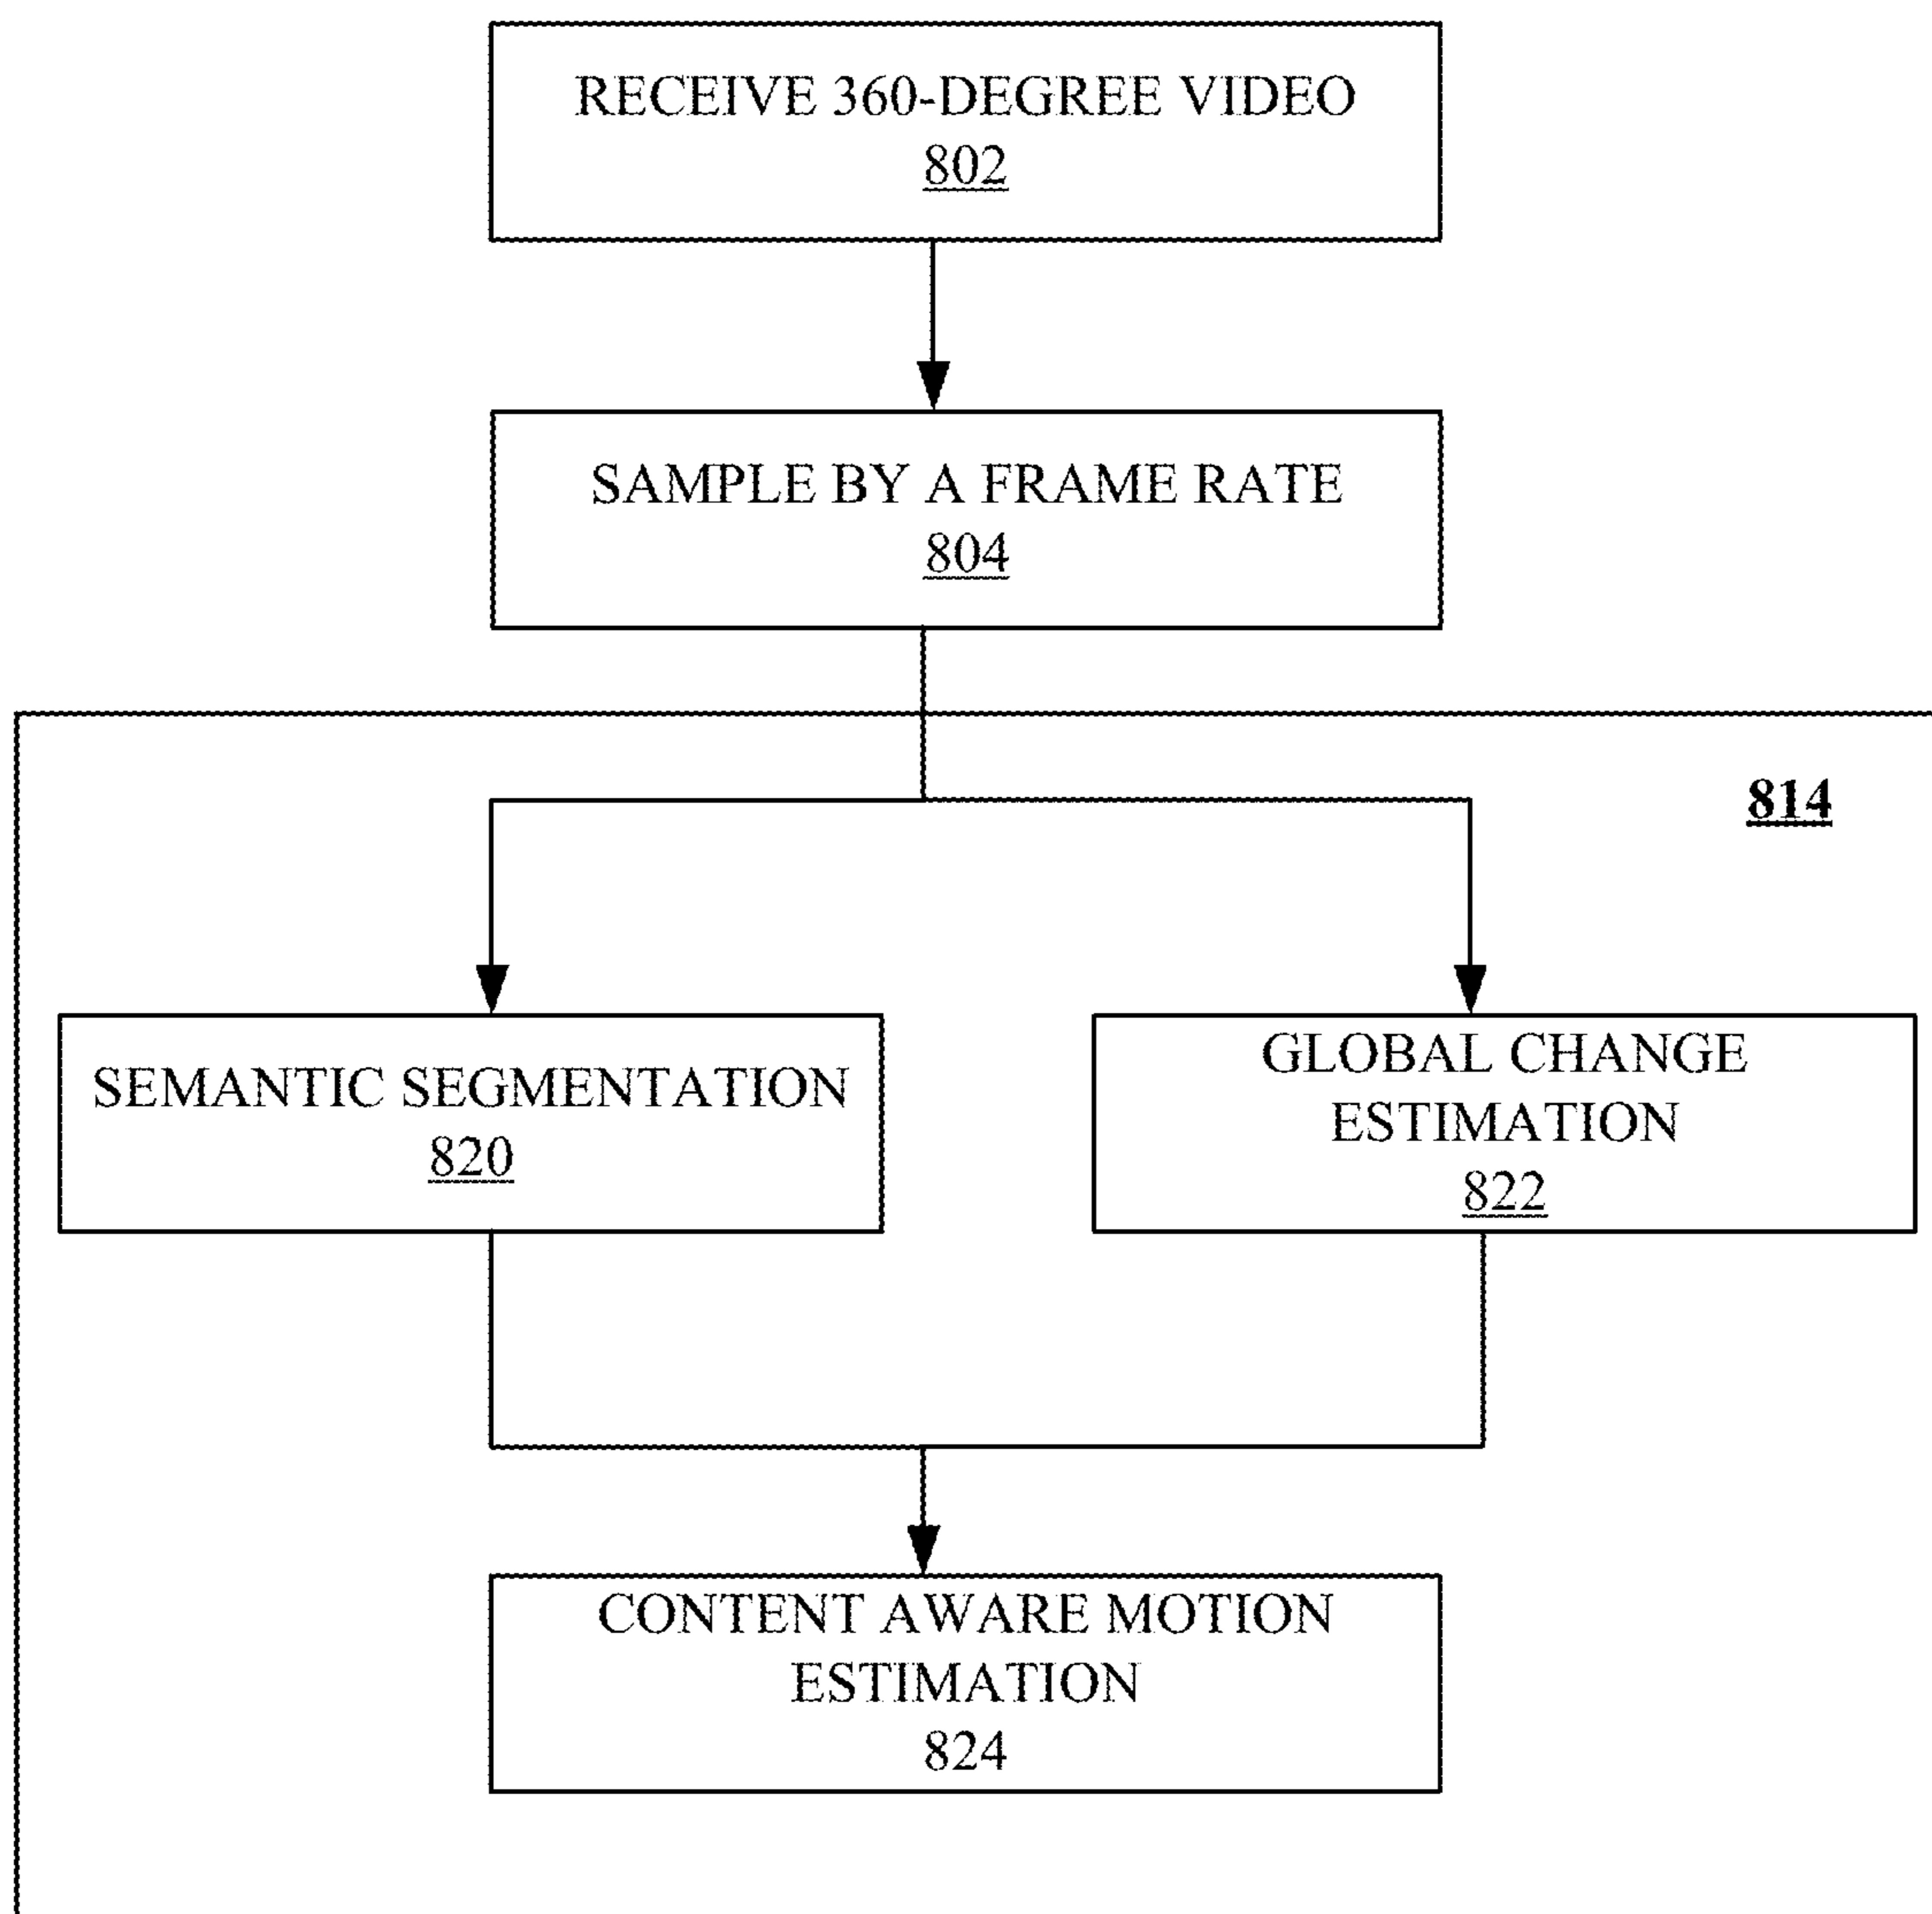 RECEIVE 360-DEGREE VIDEO
802
SAMPLE BY A FRAME RATE
804
814
SEMANTIC SEGMENTATION
820
GLOBAL CHANGE
ESTIMATION
822
CONTENT AWARE MOTION
ESTIMATION
824